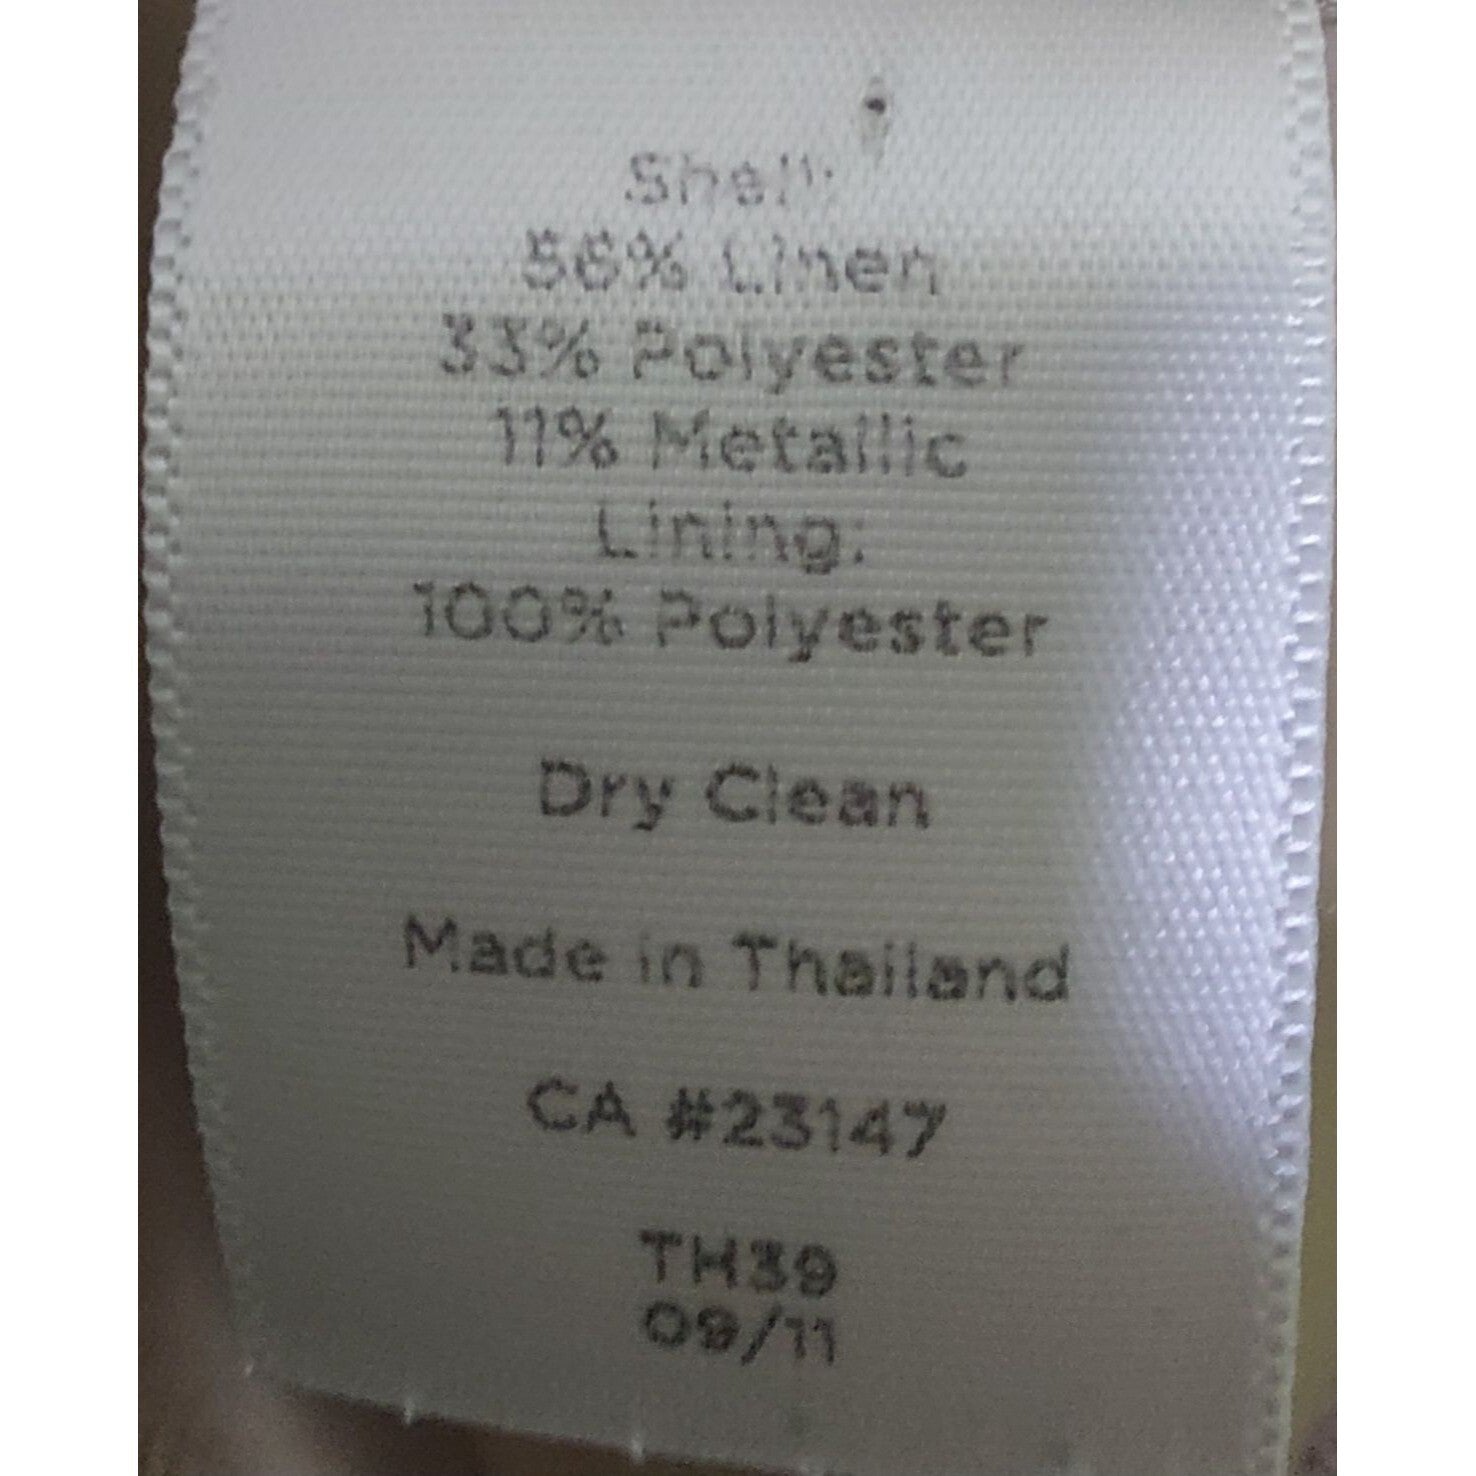 Shell:
56% Linen
33% Polyester
11% Metallic
Lining:
100% Polyester
Dry Clean
Made in Thailand
CA #23147
TH39
09/11